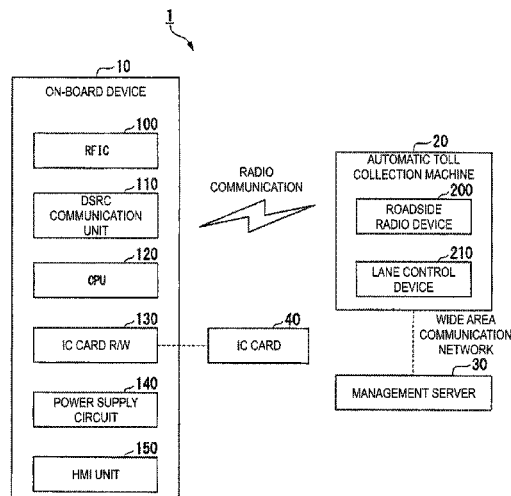 1
10
ON-BOARD DEVICE
100
RFIC
110
DSRC
COMMUNICATION
UNIT
120
CPU
130
IC CARD R/W
140
POWER SUPPLY
CIRCUIT
150
HMI UNIT
RADIO
COMMUNICATION
40
IC CARD
20
AUTOMATIC TOLL
COLLECTION MACHINE
200
ROADSIDE
RADIO DEVICE
210
LANE CONTROL
DEVICE
WIDE AREA
COMMUNICATION
NETWORK
30
MANAGEMENT SERVER